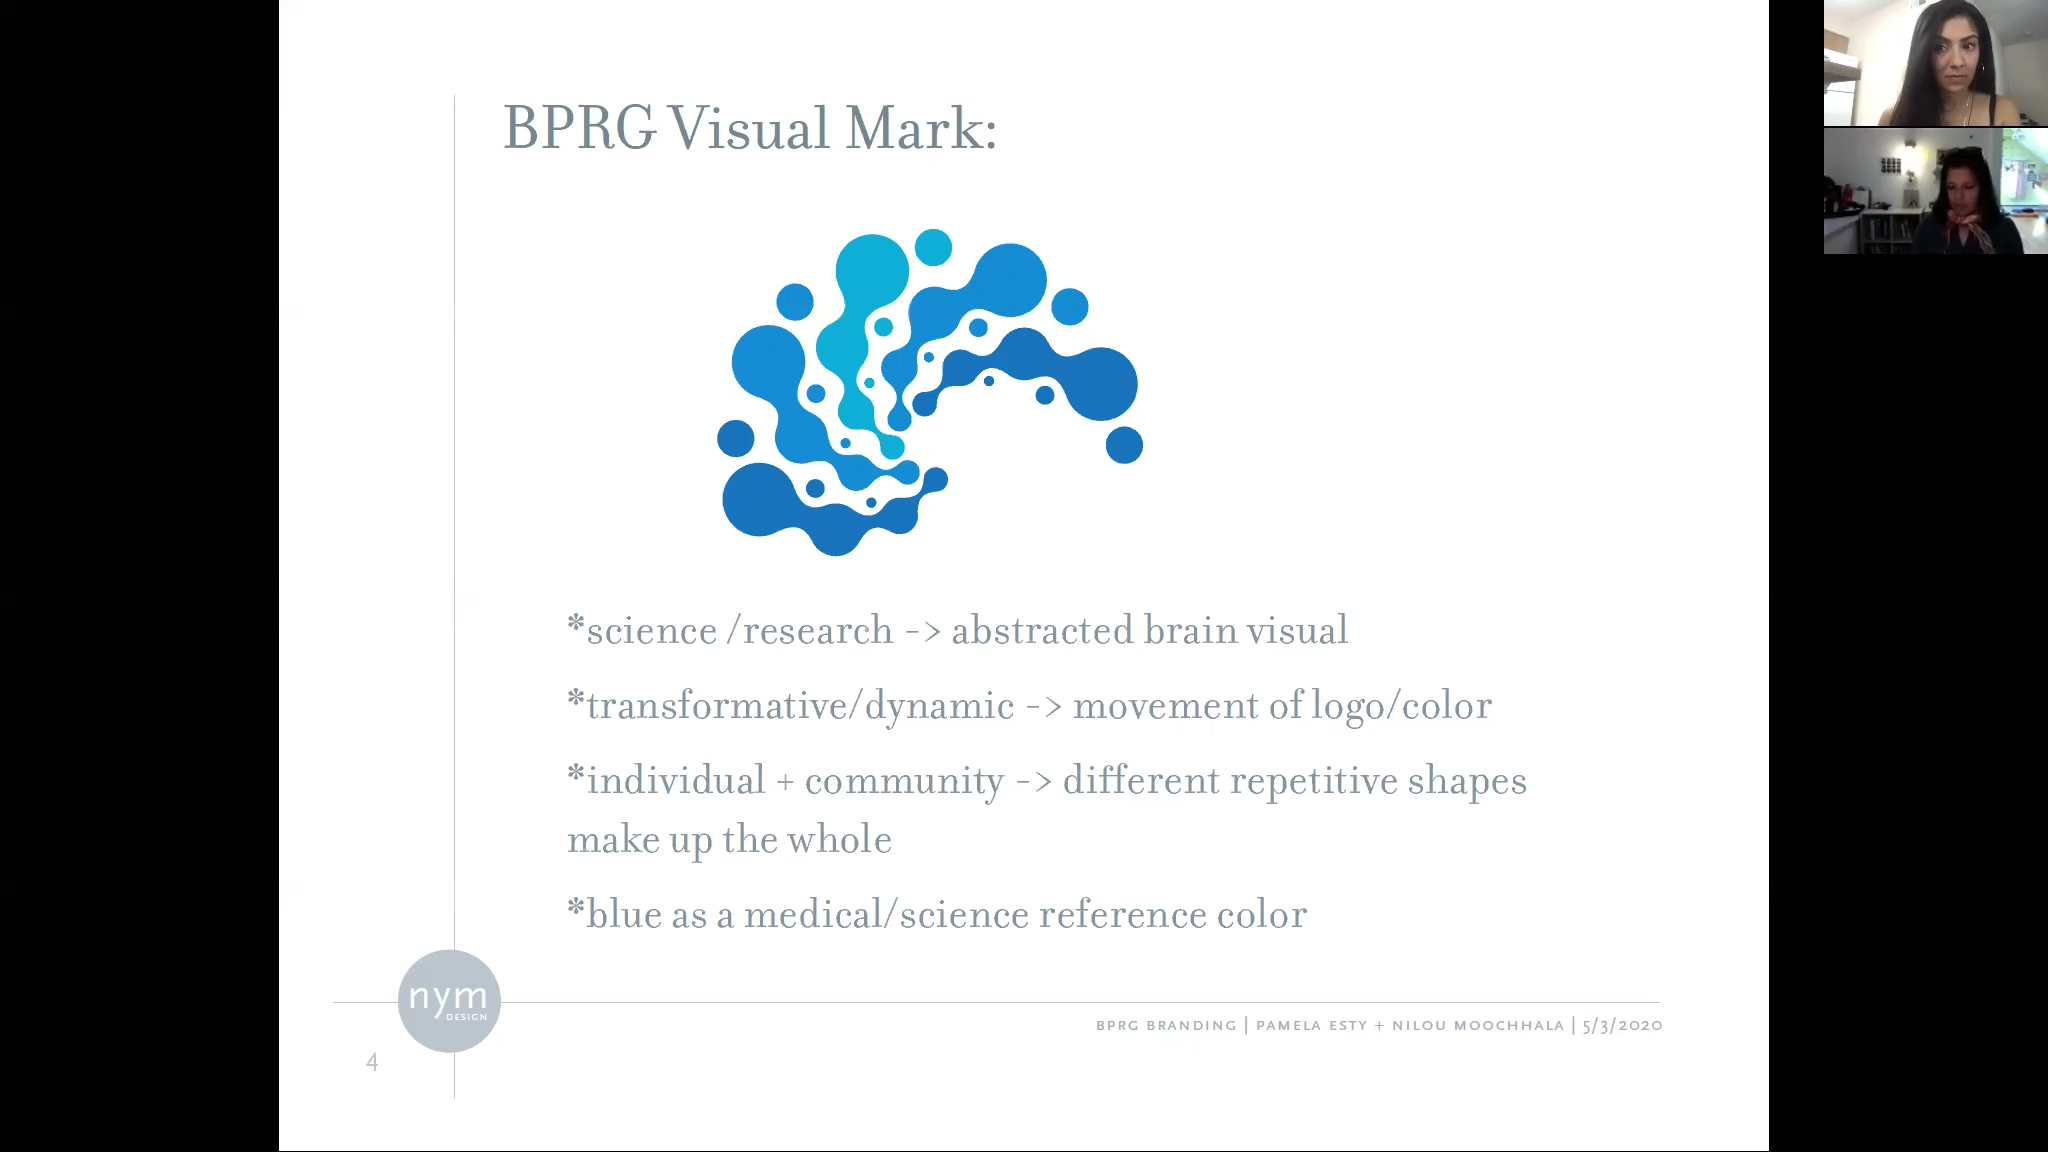 BPRG Visual Mark:
*science /research -> abstracted brain visual
*transformative/dynamic -> movement of logo/color
*individual + community -> different repetitive shapes
make up the whole
*blue as a medical/science reference color
nym
DESIGN
BPRG BRANDING | PAMELA ESTY + NILOU MOOCHHALA | 5/3/2020
4